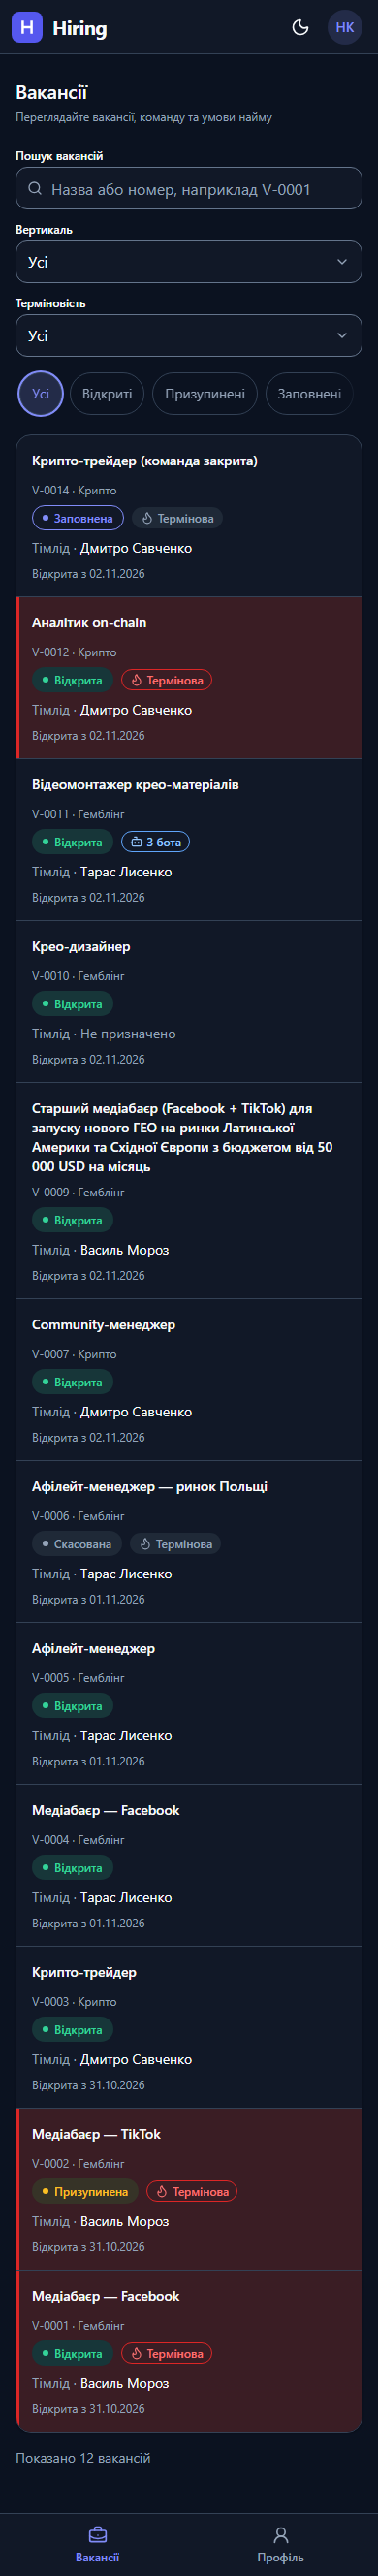 H Hiring
HK
Вакансії
Переглядайте вакансії, команду та умови найму
Пошук вакансій
Назва або номер, наприклад V-0001
Вертикаль
Усі
Терміновість
Усі
Усі Відкриті Призупинені Заповнені
Крипто-трейдер (команда закрита)
V-0014 · Крипто
Заповнена Термінова
Тімлід · Дмитро Савченко
Відкрита з 02.11.2026
Аналітик on-chain
V-0012 · Крипто
Відкрита Термінова
Тімлід · Дмитро Савченко
Відкрита з 02.11.2026
Відеомонтажер крео-матеріалів
V-0011 · Гемблінг
Відкрита З бота
Тімлід · Тарас Лисенко
Відкрита з 02.11.2026
Крео-дизайнер
V-0010 · Гемблінг
Відкрита
Тімлід · Не призначено
Відкрита з 02.11.2026
Старший медіабаєр (Facebook + TikTok) для
запуску нового ГЕО на ринки Латинської
Америки та Східної Європи з бюджетом від 50
000 USD на місяць
V-0009 · Гемблінг
Відкрита
Тімлід · Василь Мороз
Відкрита з 02.11.2026
Community-менеджер
V-0007 · Крипто
Відкрита
Тімлід · Дмитро Савченко
Відкрита з 02.11.2026
Афілейт-менеджер — ринок Польщі
V-0006 · Гемблінг
Скасована Термінова
Тімлід · Тарас Лисенко
Відкрита з 01.11.2026
Афілейт-менеджер
V-0005 · Гемблінг
Відкрита
Тімлід · Тарас Лисенко
Відкрита з 01.11.2026
Медіабаєр — Facebook
V-0004 · Гемблінг
Відкрита
Тімлід · Тарас Лисенко
Відкрита з 01.11.2026
Крипто-трейдер
V-0003 · Крипто
Відкрита
Тімлід · Дмитро Савченко
Відкрита з 31.10.2026
Медіабаєр — TikTok
V-0002 · Гемблінг
Призупинена Термінова
Тімлід · Василь Мороз
Відкрита з 31.10.2026
Медіабаєр — Facebook
V-0001 · Гемблінг
Відкрита Термінова
Тімлід · Василь Мороз
Відкрита з 31.10.2026
Показано 12 вакансій
Вакансії Профіль